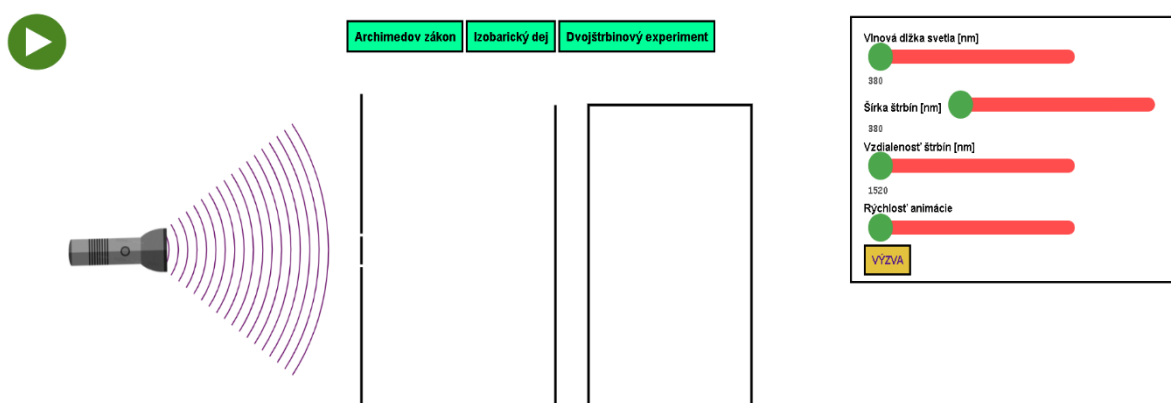 Archimedov zákon
Izobarický dej
Dvojštrbinový experiment
Vlnová dĺžka svetla [nm]
380
Šírka štrbín [nm]
380
Vzdialenosť štrbín [nm]
1520
Rýchlosť animácie
VÝZVA